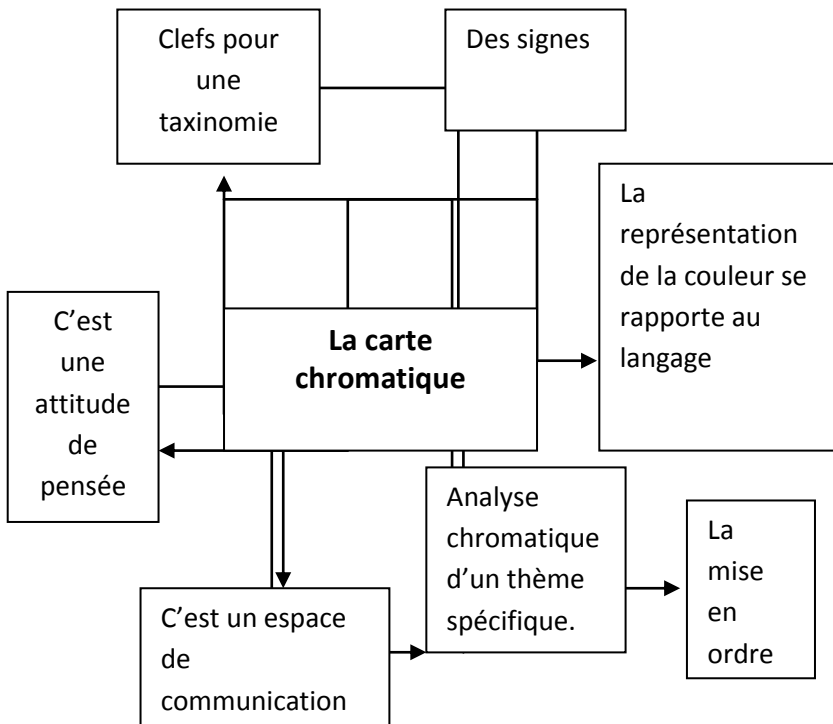 Clefs pour
une
taxinomie
Des signes
La
représentation
de la couleur se
rapporte au
langage
C’est
une
attitude
de
pensée
La carte
chromatique
Analyse
chromatique
d’un thème
spécifique.
La
mise
en
ordre
C’est un espace
de
communication